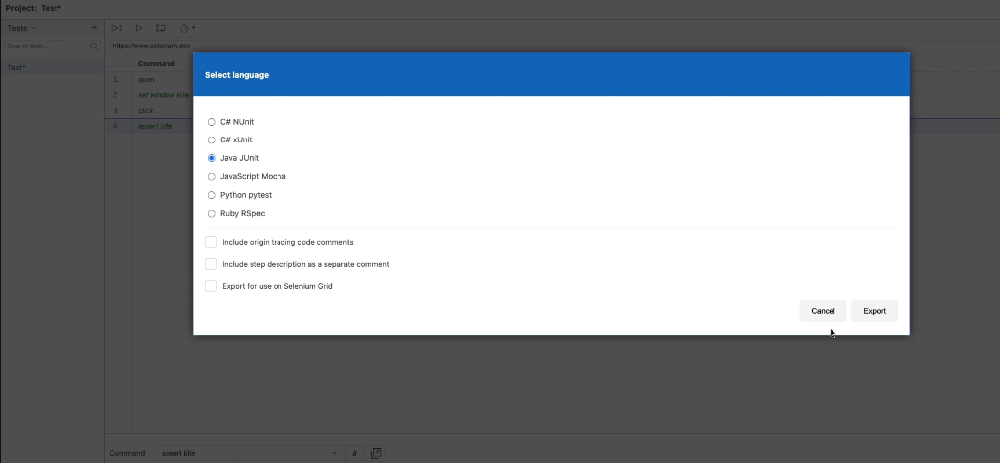 Project: Test*
Tests
Search tests...
https://www.selenium.dev
Test*
Command
1 open
2 set window size
3 click
4 assert title
Select language
C# NUnit
C# xUnit
Java JUnit
JavaScript Mocha
Python pytest
Ruby RSpec
Include origin tracing code comments
Include step description as a separate comment
Export for use on Selenium Grid
Cancel Export
Command assert title //